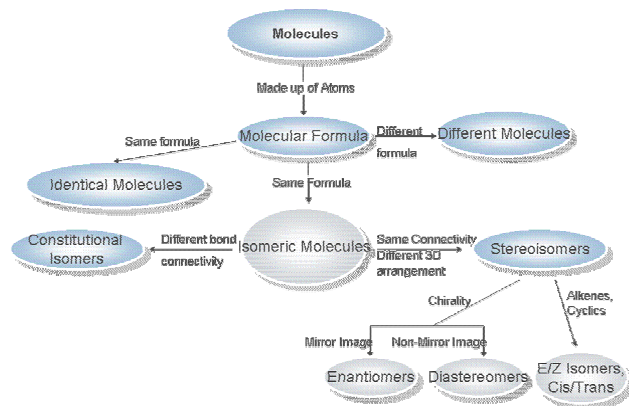 Molecules
Made up of Atoms
Molecular Formula
Different
formula
Different Molecules
Same formula
Identical Molecules
Same Formula
Constitutional
Isomers
Different bond
connectivity
Isomeric Molecules
Same Connectivity
Different 3D
arrangement
Stereoisomers
Chirality
Alkenes,
Cyclics
Mirror Image
Non-Mirror Image
Enantiomers
Diastereomers
E/Z Isomers,
Cis/Trans